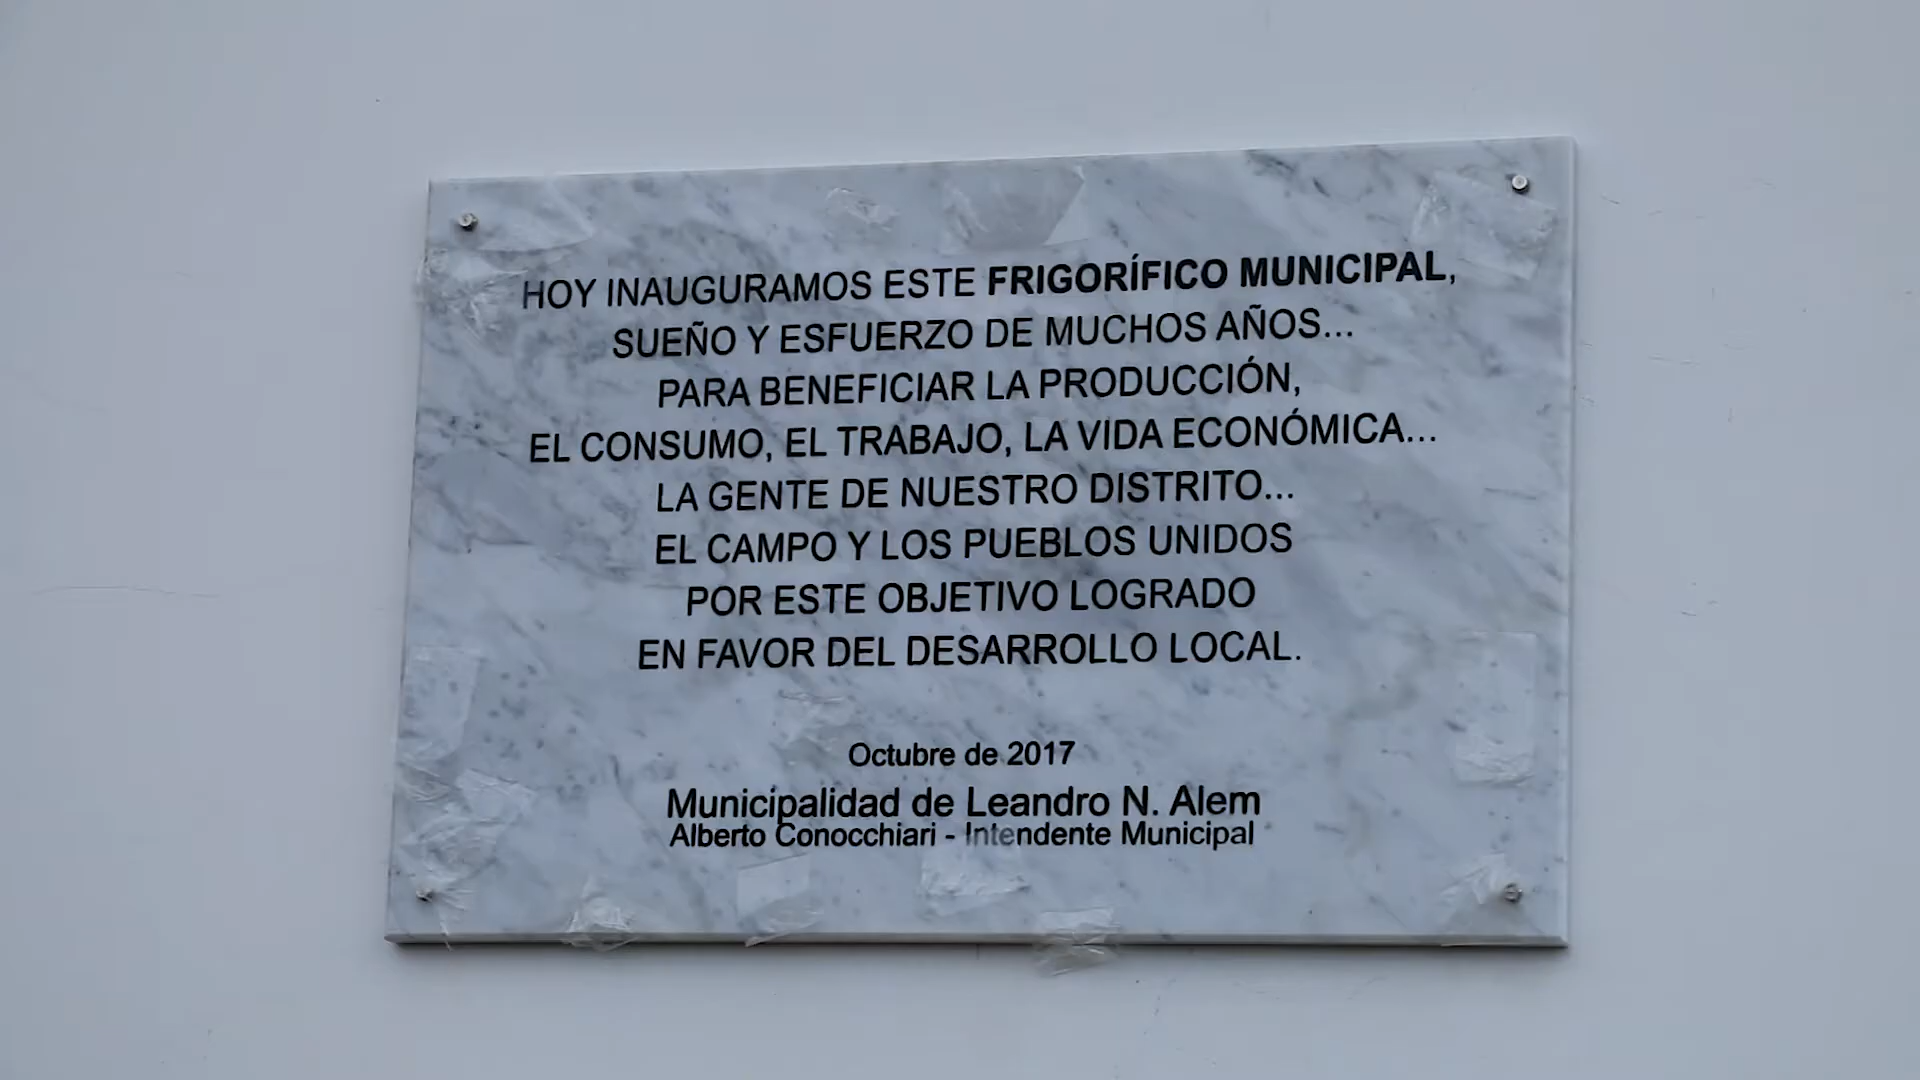 HOY INAUGURAMOS ESTE FRIGORÍFICO MUNICIPAL,
SUEÑO Y ESFUERZO DE MUCHOS AÑOS...
PARA BENEFICIAR LA PRODUCCIÓN,
EL CONSUMO, EL TRABAJO, LA VIDA ECONÓMICA...
LA GENTE DE NUESTRO DISTRITO...
EL CAMPO Y LOS PUEBLOS UNIDOS
POR ESTE OBJETIVO LOGRADO
EN FAVOR DEL DESARROLLO LOCAL.
Octubre de 2017
Municipalidad de Leandro N. Alem
Alberto Conocchiari - Intendente Municipal